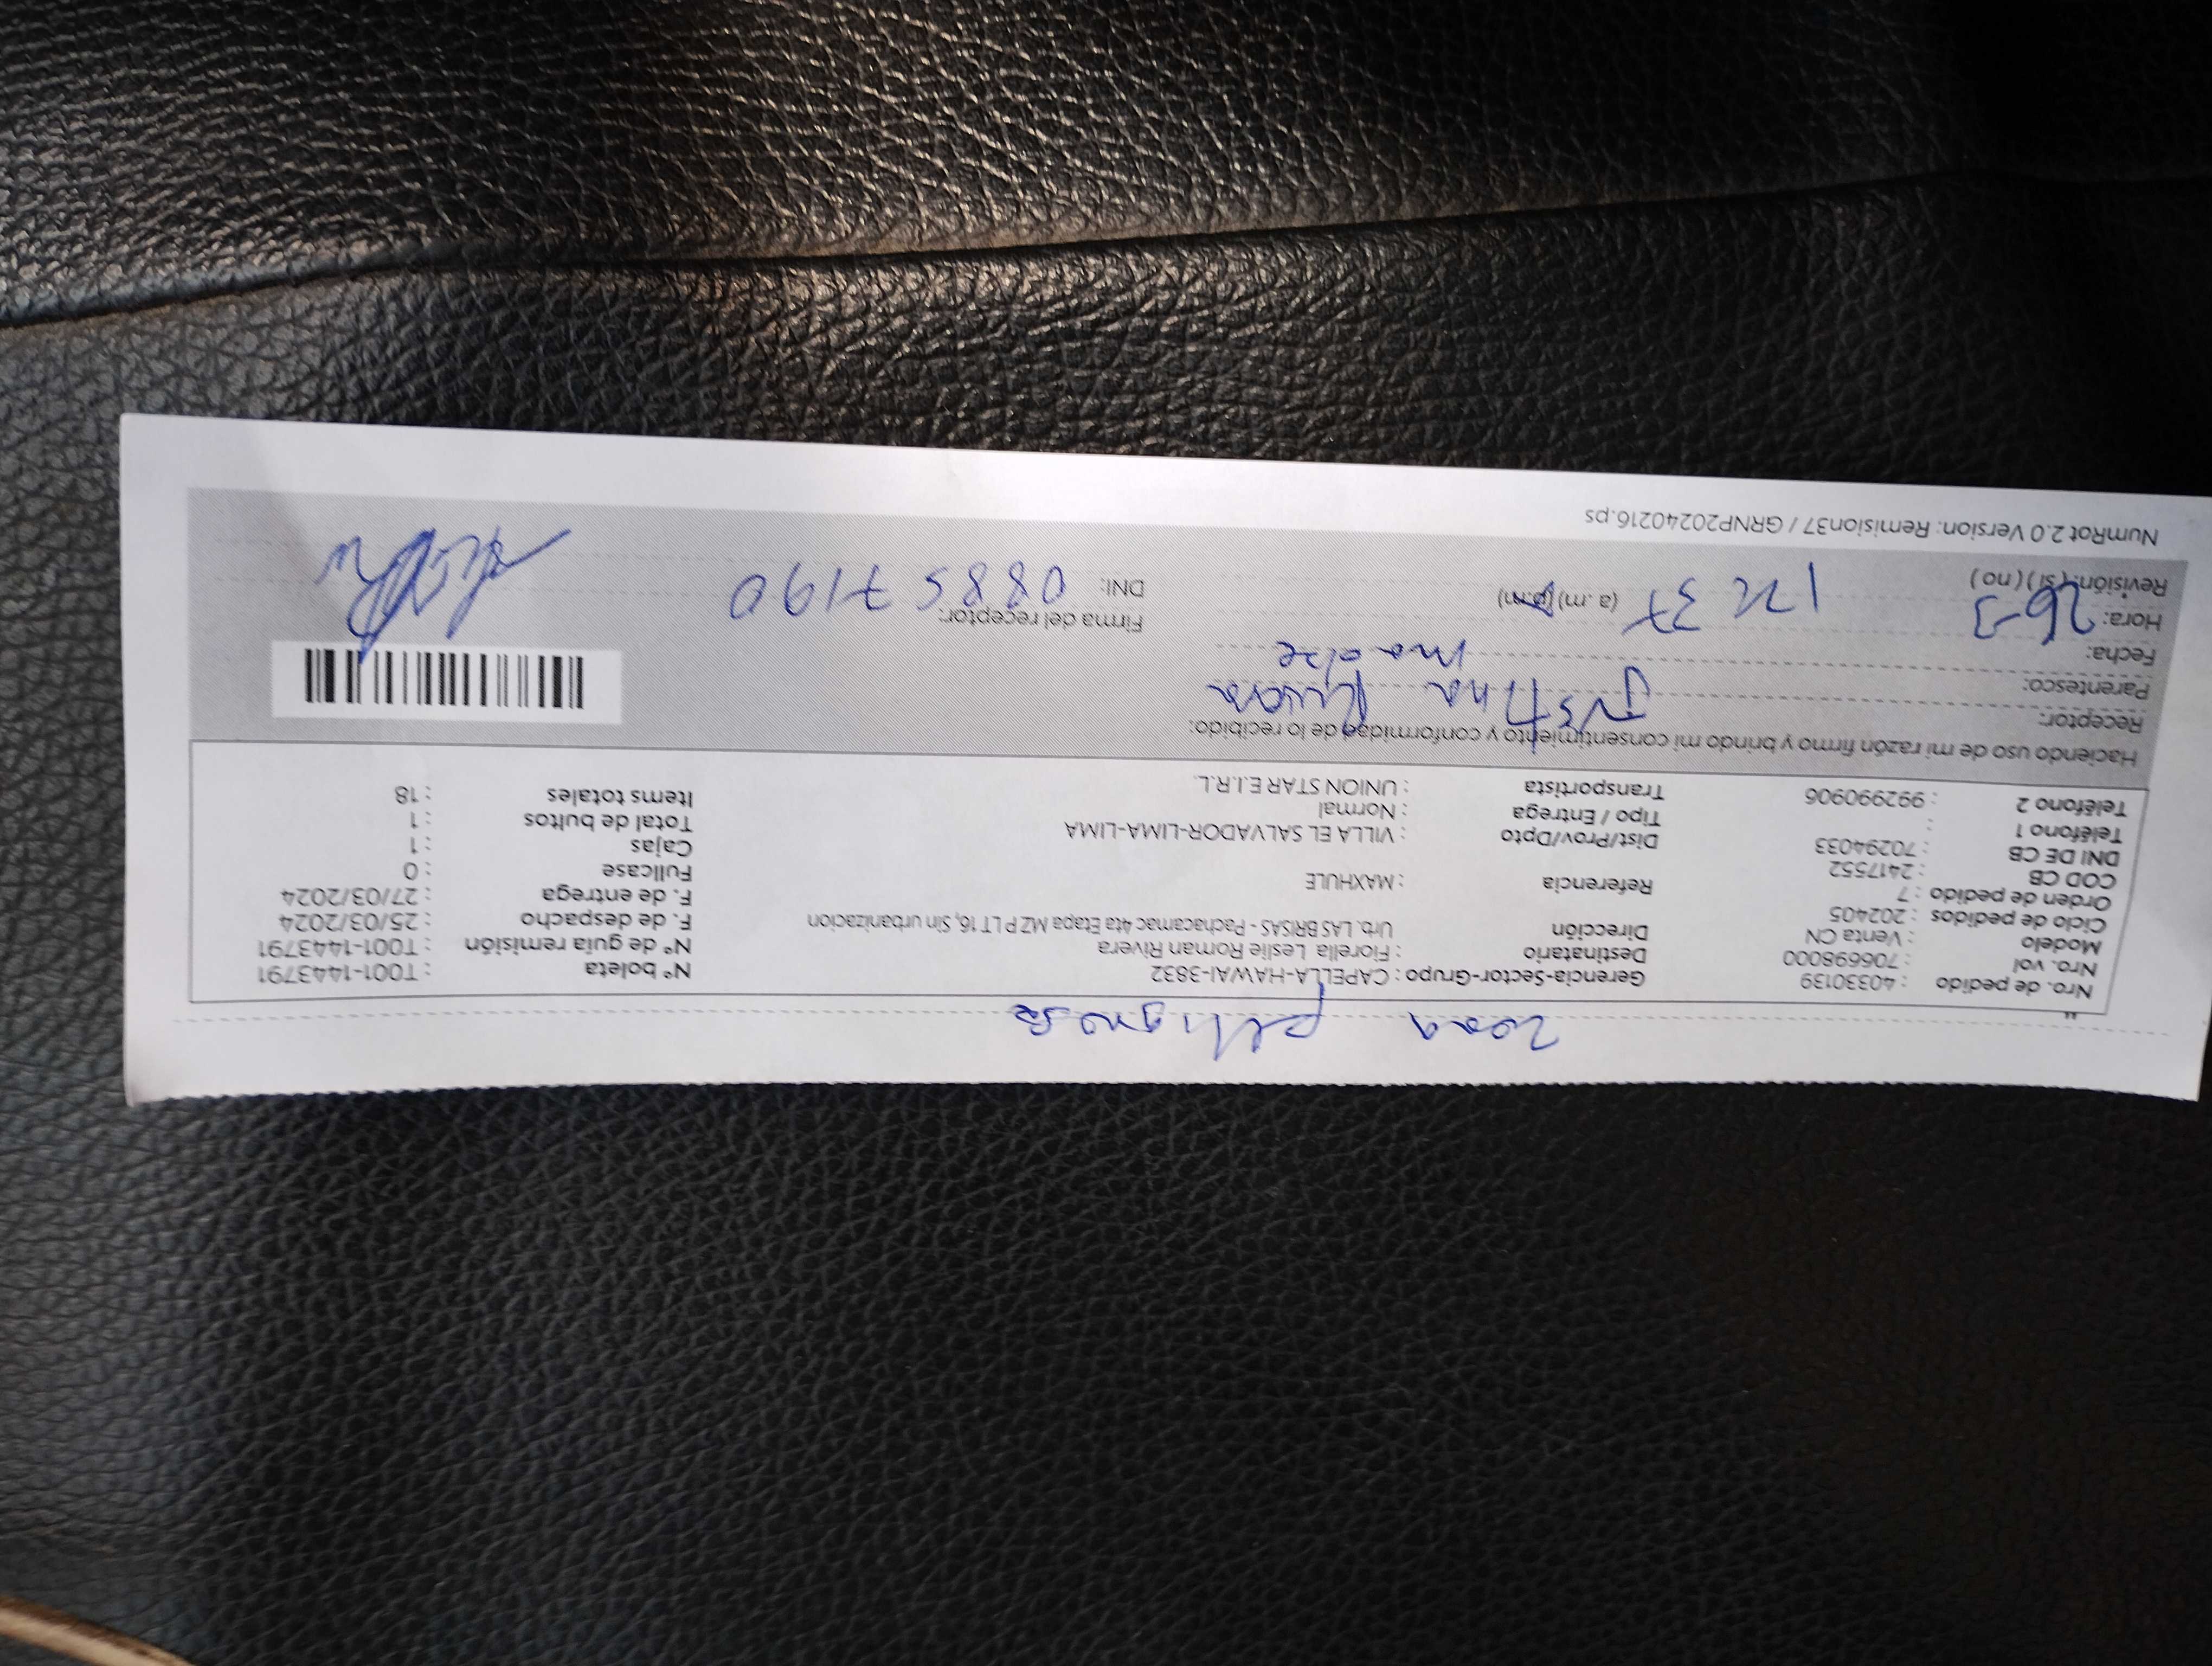 zona peligrosa
Nro. de pedido : 40330139 Gerencia-Sector-Grupo : CAPELLA-HAWAI-3832 N° boleta : T001-1443791
Nro. vol : 706698000 Destinatario : Fiorella Leslie Roman Rivera N° de guía remisión : T001-1443791
Modelo : Venta CN Dirección Urb. LAS BRISAS - Pachacamac 4ta Etapa MZ P LT 16, Sin urbanizacion F. de despacho : 25/03/2024
Ciclo de pedidos : 202405 F. de entrega : 27/03/2024
Orden de pedido : 7 Referencia : MAXHULE Fullcase : 0
COD CB : 2417552 Cajas : 1
DNI DE CB : 70294033 Dist/Prov/Dpto : VILLA EL SALVADOR-LIMA-LIMA Total de bultos : 1
Teléfono 1 : Tipo / Entrega : Normal Items totales : 18
Teléfono 2 : 992990906 Transportista : UNION STAR E.I.R.L.
Haciendo uso de mi razón firmo y brindo mi consentimiento y conformidad de lo recibido:
Receptor: Justina Rivera
Parentesco: madre
Fecha: 26-3
Hora: 12 37 (a.m) (p.m) Firma del receptor:
Revisión: ( si ) ( no ) DNI: 08857190
NumRot 2.0 Version: Remision37 / GRNP20240216.ps